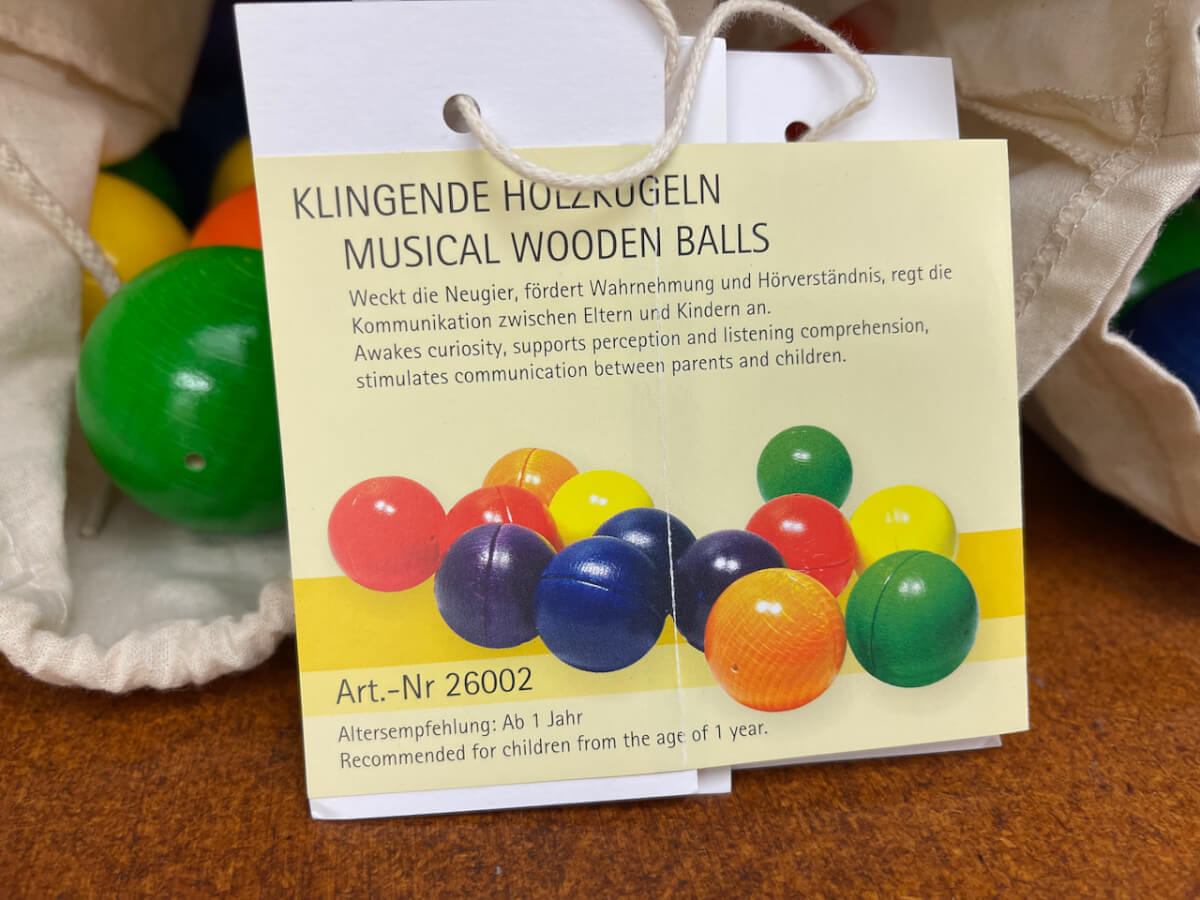 KLINGENDE HOLZKUGELN
MUSICAL WOODEN BALLS
Weckt die Neugier, fördert Wahrnehmung und Hörverständnis, regt die
Kommunikation zwischen Eltern und Kindern an.
Awakes curiosity, supports perception and listening comprehension,
stimulates communication between parents and children.
Art.-Nr 26002
Altersempfehlung: Ab 1 Jahr
Recommended for children from the age of 1 year.